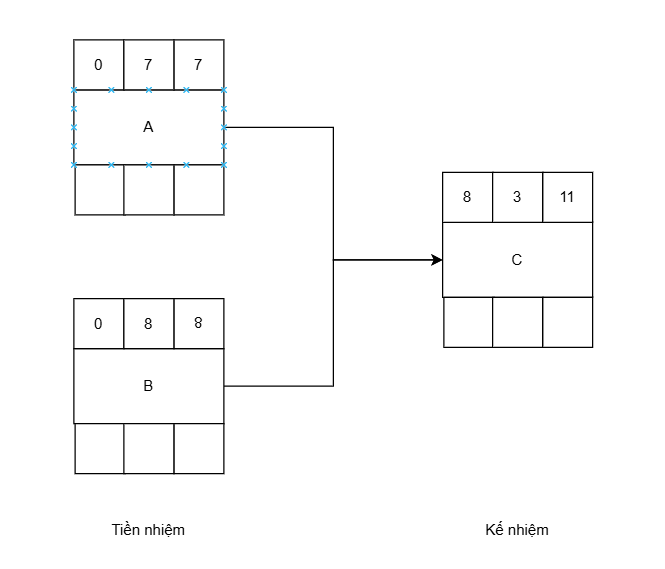 0 7 7
A
8 3 11
C
0 8 8
B
Tiền nhiệm
Kế nhiệm